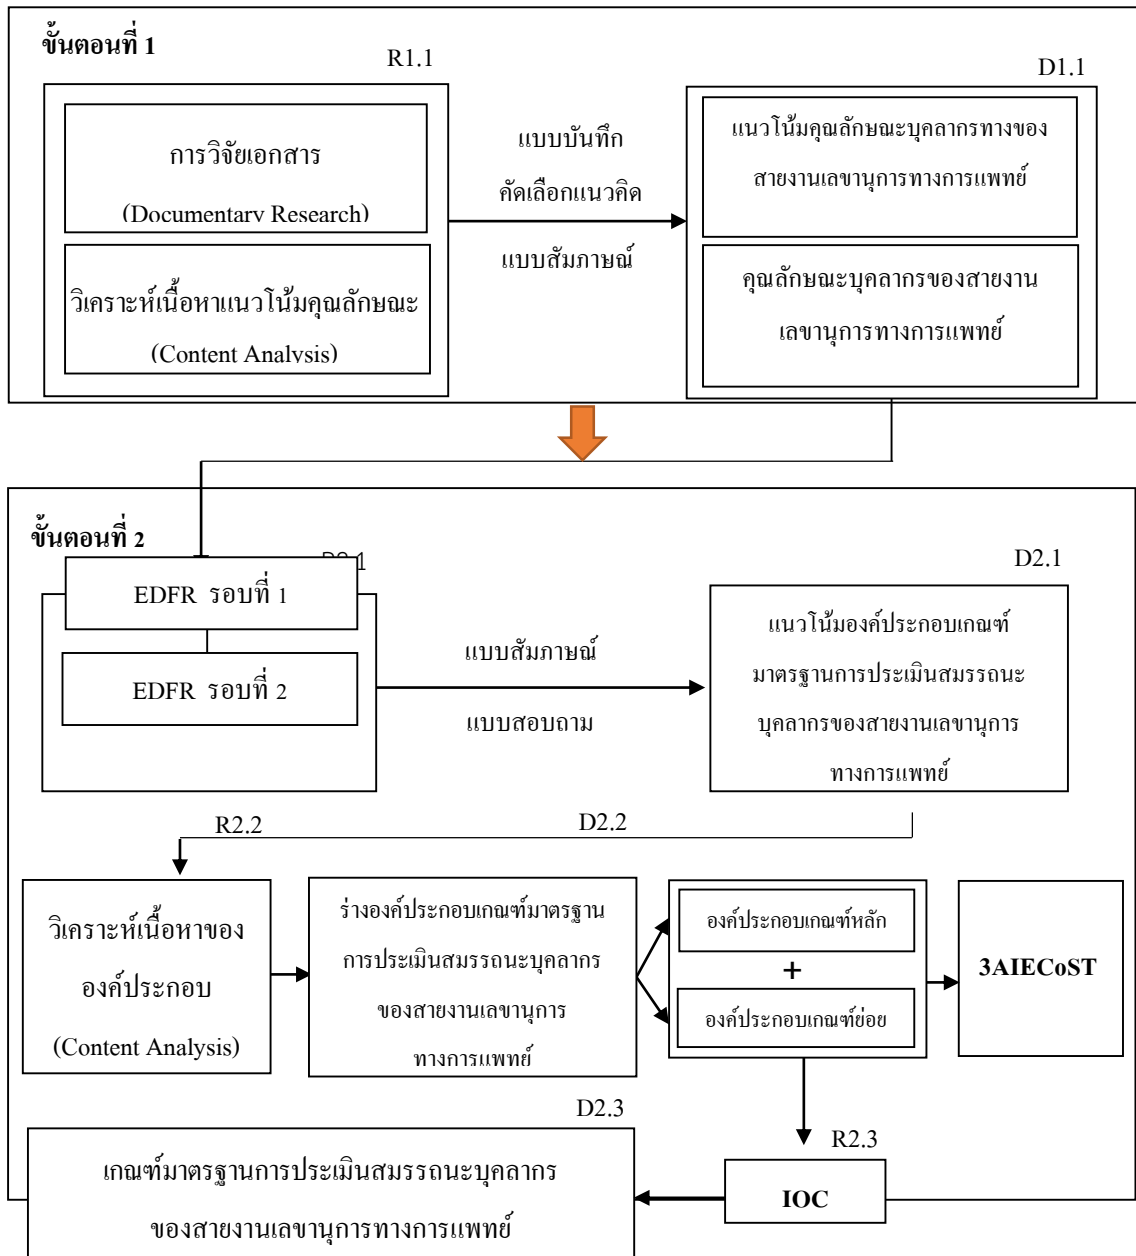 ขั้นตอนที่ 1
R1.1
D1.1
การวิจัยเอกสาร
(Documentary Research)
วิเคราะห์เนื้อหาแนวโน้มคุณลักษณะ
(Content Analysis)
แบบบันทึก
คัดเลือกแนวคิด
แบบสัมภาษณ์
แนวโน้มคุณลักษณะบุคลากรทางของ
สายงานเลขานุการทางการแพทย์
คุณลักษณะบุคลากรของสายงาน
เลขานุการทางการแพทย์
ขั้นตอนที่ 2
D2.1
EDFR รอบที่ 1
EDFR รอบที่ 2
แบบสัมภาษณ์
แบบสอบถาม
แนวโน้มองค์ประกอบเกณฑ์
มาตรฐานการประเมินสมรรถนะ
บุคลากรของสายงานเลขานุการ
ทางการแพทย์
R2.2
D2.2
วิเคราะห์เนื้อหาของ
องค์ประกอบ
(Content Analysis)
ร่างองค์ประกอบเกณฑ์มาตรฐาน
การประเมินสมรรถนะบุคลากร
ของสายงานเลขานุการ
ทางการแพทย์
องค์ประกอบเกณฑ์หลัก
+
องค์ประกอบเกณฑ์ย่อย
3AIECoST
D2.3
R2.3
เกณฑ์มาตรฐานการประเมินสมรรถนะบุคลากร
ของสายงานเลขานุการทางการแพทย์
IOC